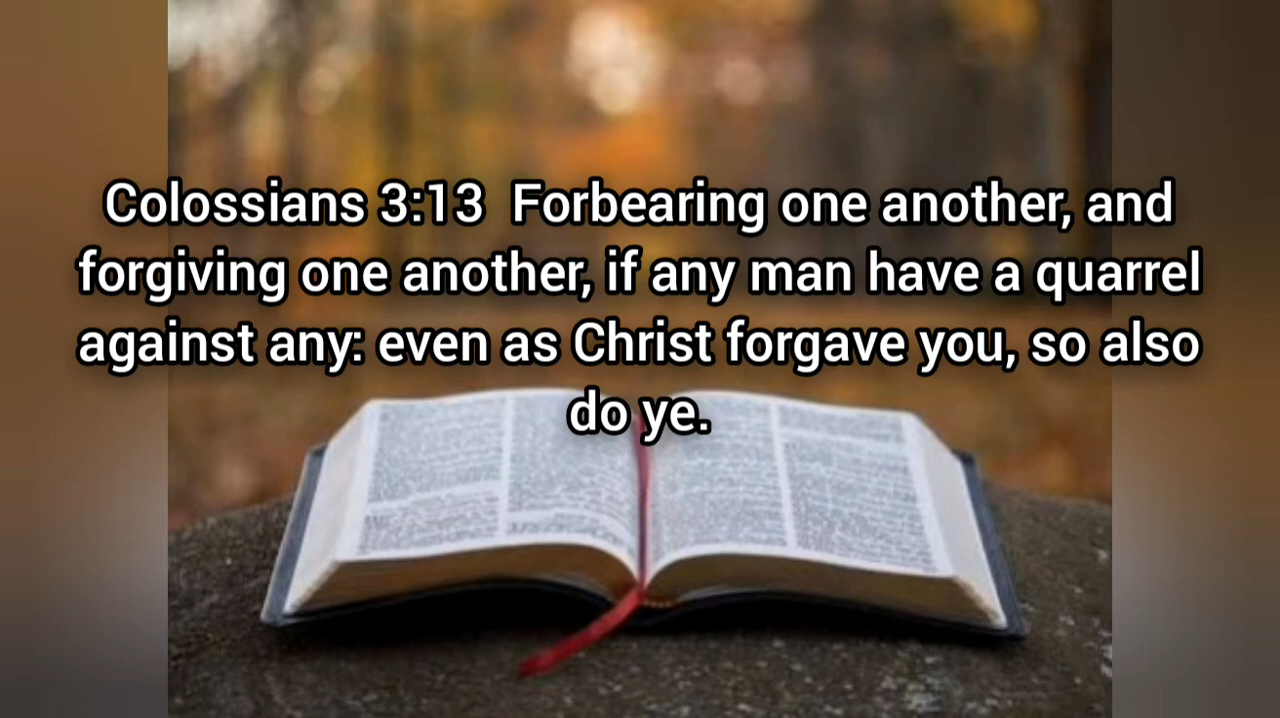 Colossians 3:13  Forbearing one another, and
forgiving one another, if any man have a quarrel
against any: even as Christ forgave you, so also
do ye.